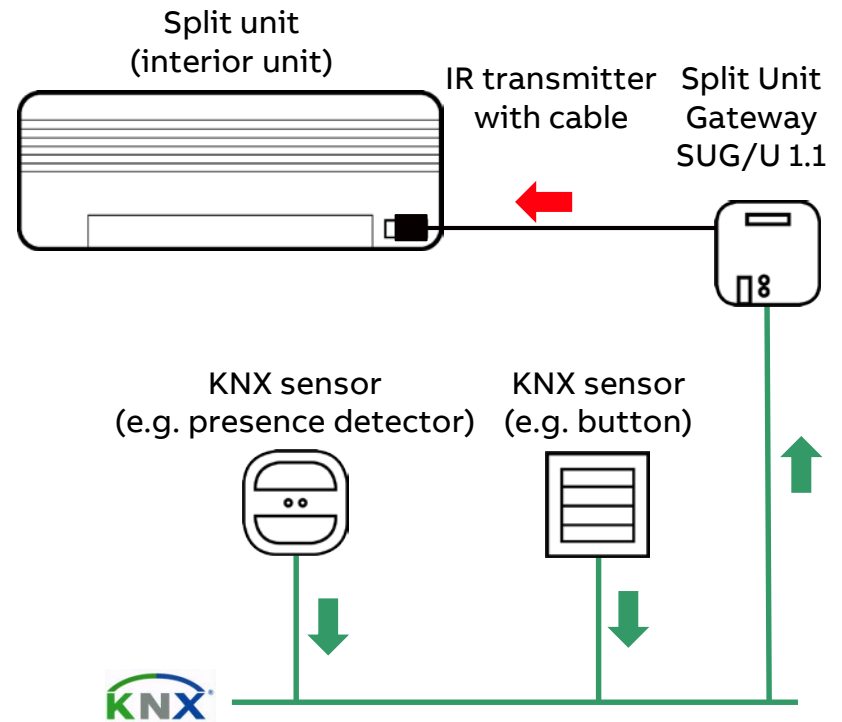 Split unit
(interior unit)
IR transmitter
with cable
Split Unit
Gateway
SUG/U 1.1
KNX sensor
(e.g. presence detector)
KNX sensor
(e.g. button)
KNX